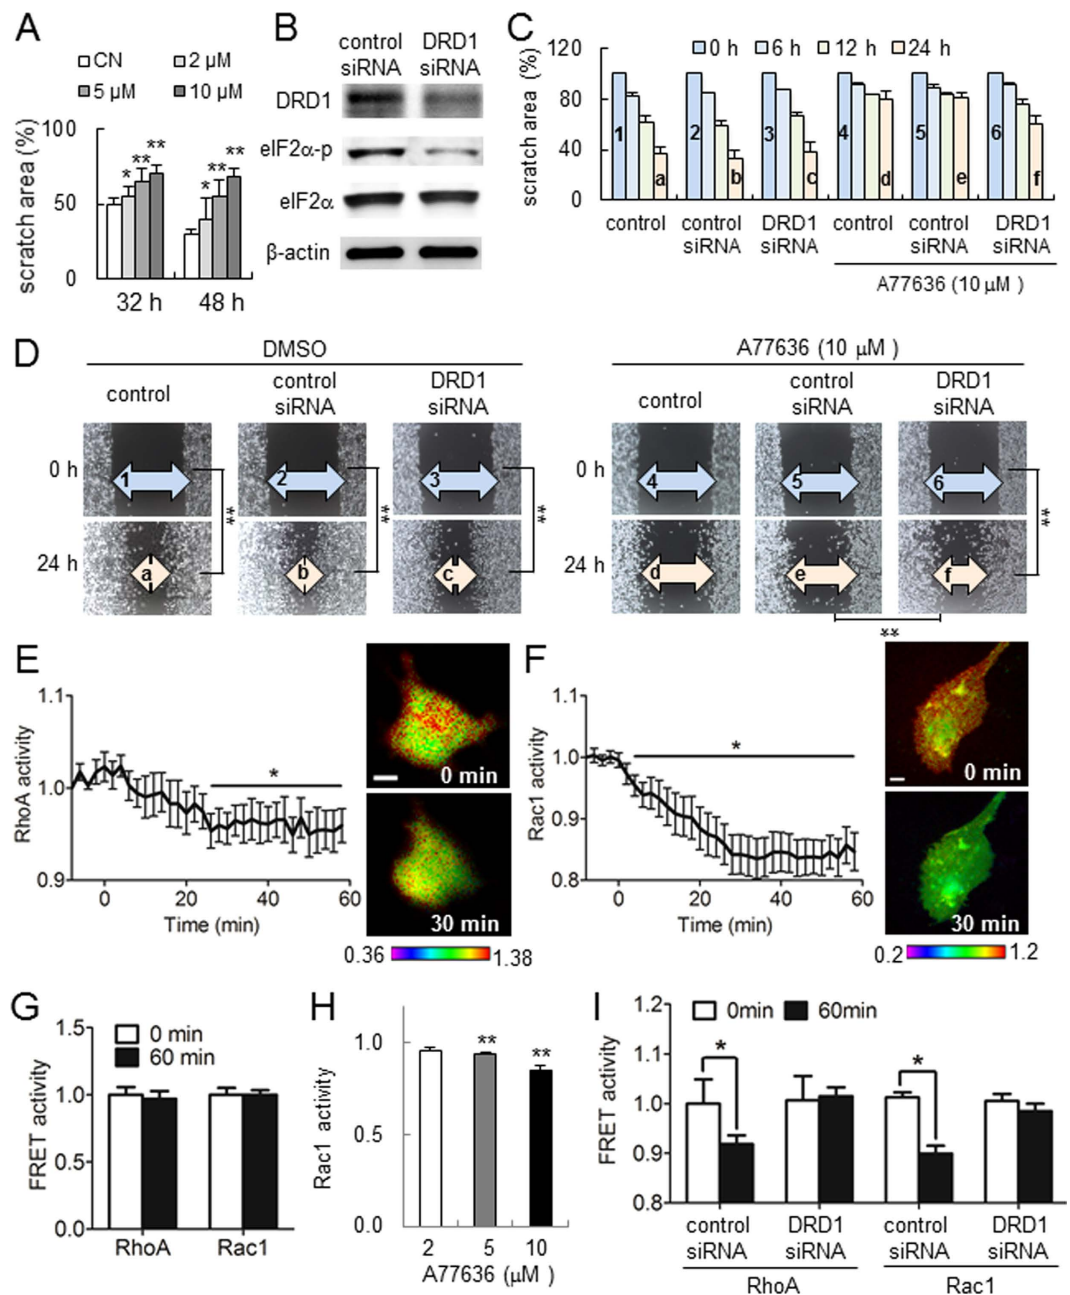 A
CN
2 µM
5 µM
10 µM
scratch area (%)
100
50
0
*
**
**
*
**
**
32 h
48 h
B
control siRNA
DRD1 siRNA
DRD1
eIF2α-p
eIF2α
β-actin
C
0 h
6 h
12 h
24 h
scratch area (%)
120
80
40
0
1
a
2
b
3
c
4
d
5
e
6
f
control
control siRNA
DRD1 siRNA
control
control siRNA
DRD1 siRNA
A77636 (10 µM )
D
DMSO
A77636 (10 µM )
control
control siRNA
DRD1 siRNA
control
control siRNA
DRD1 siRNA
0 h
1
2
3
0 h
4
5
6
**
**
**
**
24 h
a
b
c
24 h
d
e
f
**
E
RhoA activity
1.1
1.0
0.9
*
0
20
40
60
Time (min)
0 min
30 min
0.36
1.38
F
Rac1 activity
1.1
1.0
0.9
0.8
*
0
20
40
60
Time (min)
0 min
30 min
0.2
1.2
G
0 min
60 min
FRET activity
1.5
1.0
0.5
0.0
RhoA
Rac1
H
Rac1 activity
1.0
0.5
0.0
**
**
2
5
10
A77636 (µM)
I
0min
60min
FRET activity
1.2
1.1
1.0
0.9
0.8
*
*
control siRNA
DRD1 siRNA
control siRNA
DRD1 siRNA
RhoA
Rac1